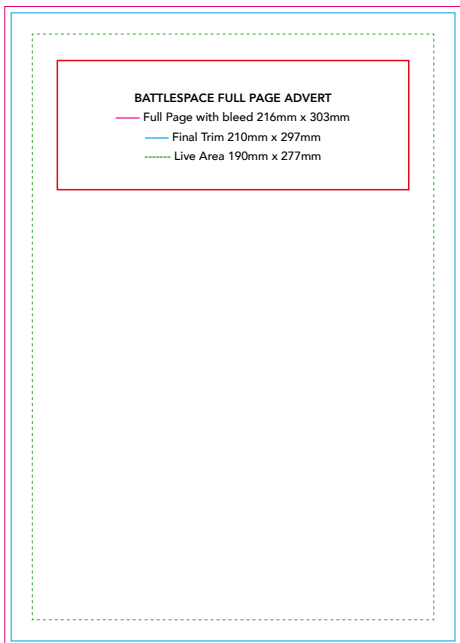 BATTLESPACE FULL PAGE ADVERT
Full Page with bleed 216mm x 303mm
Final Trim 210mm x 297mm
Live Area 190mm x 277mm